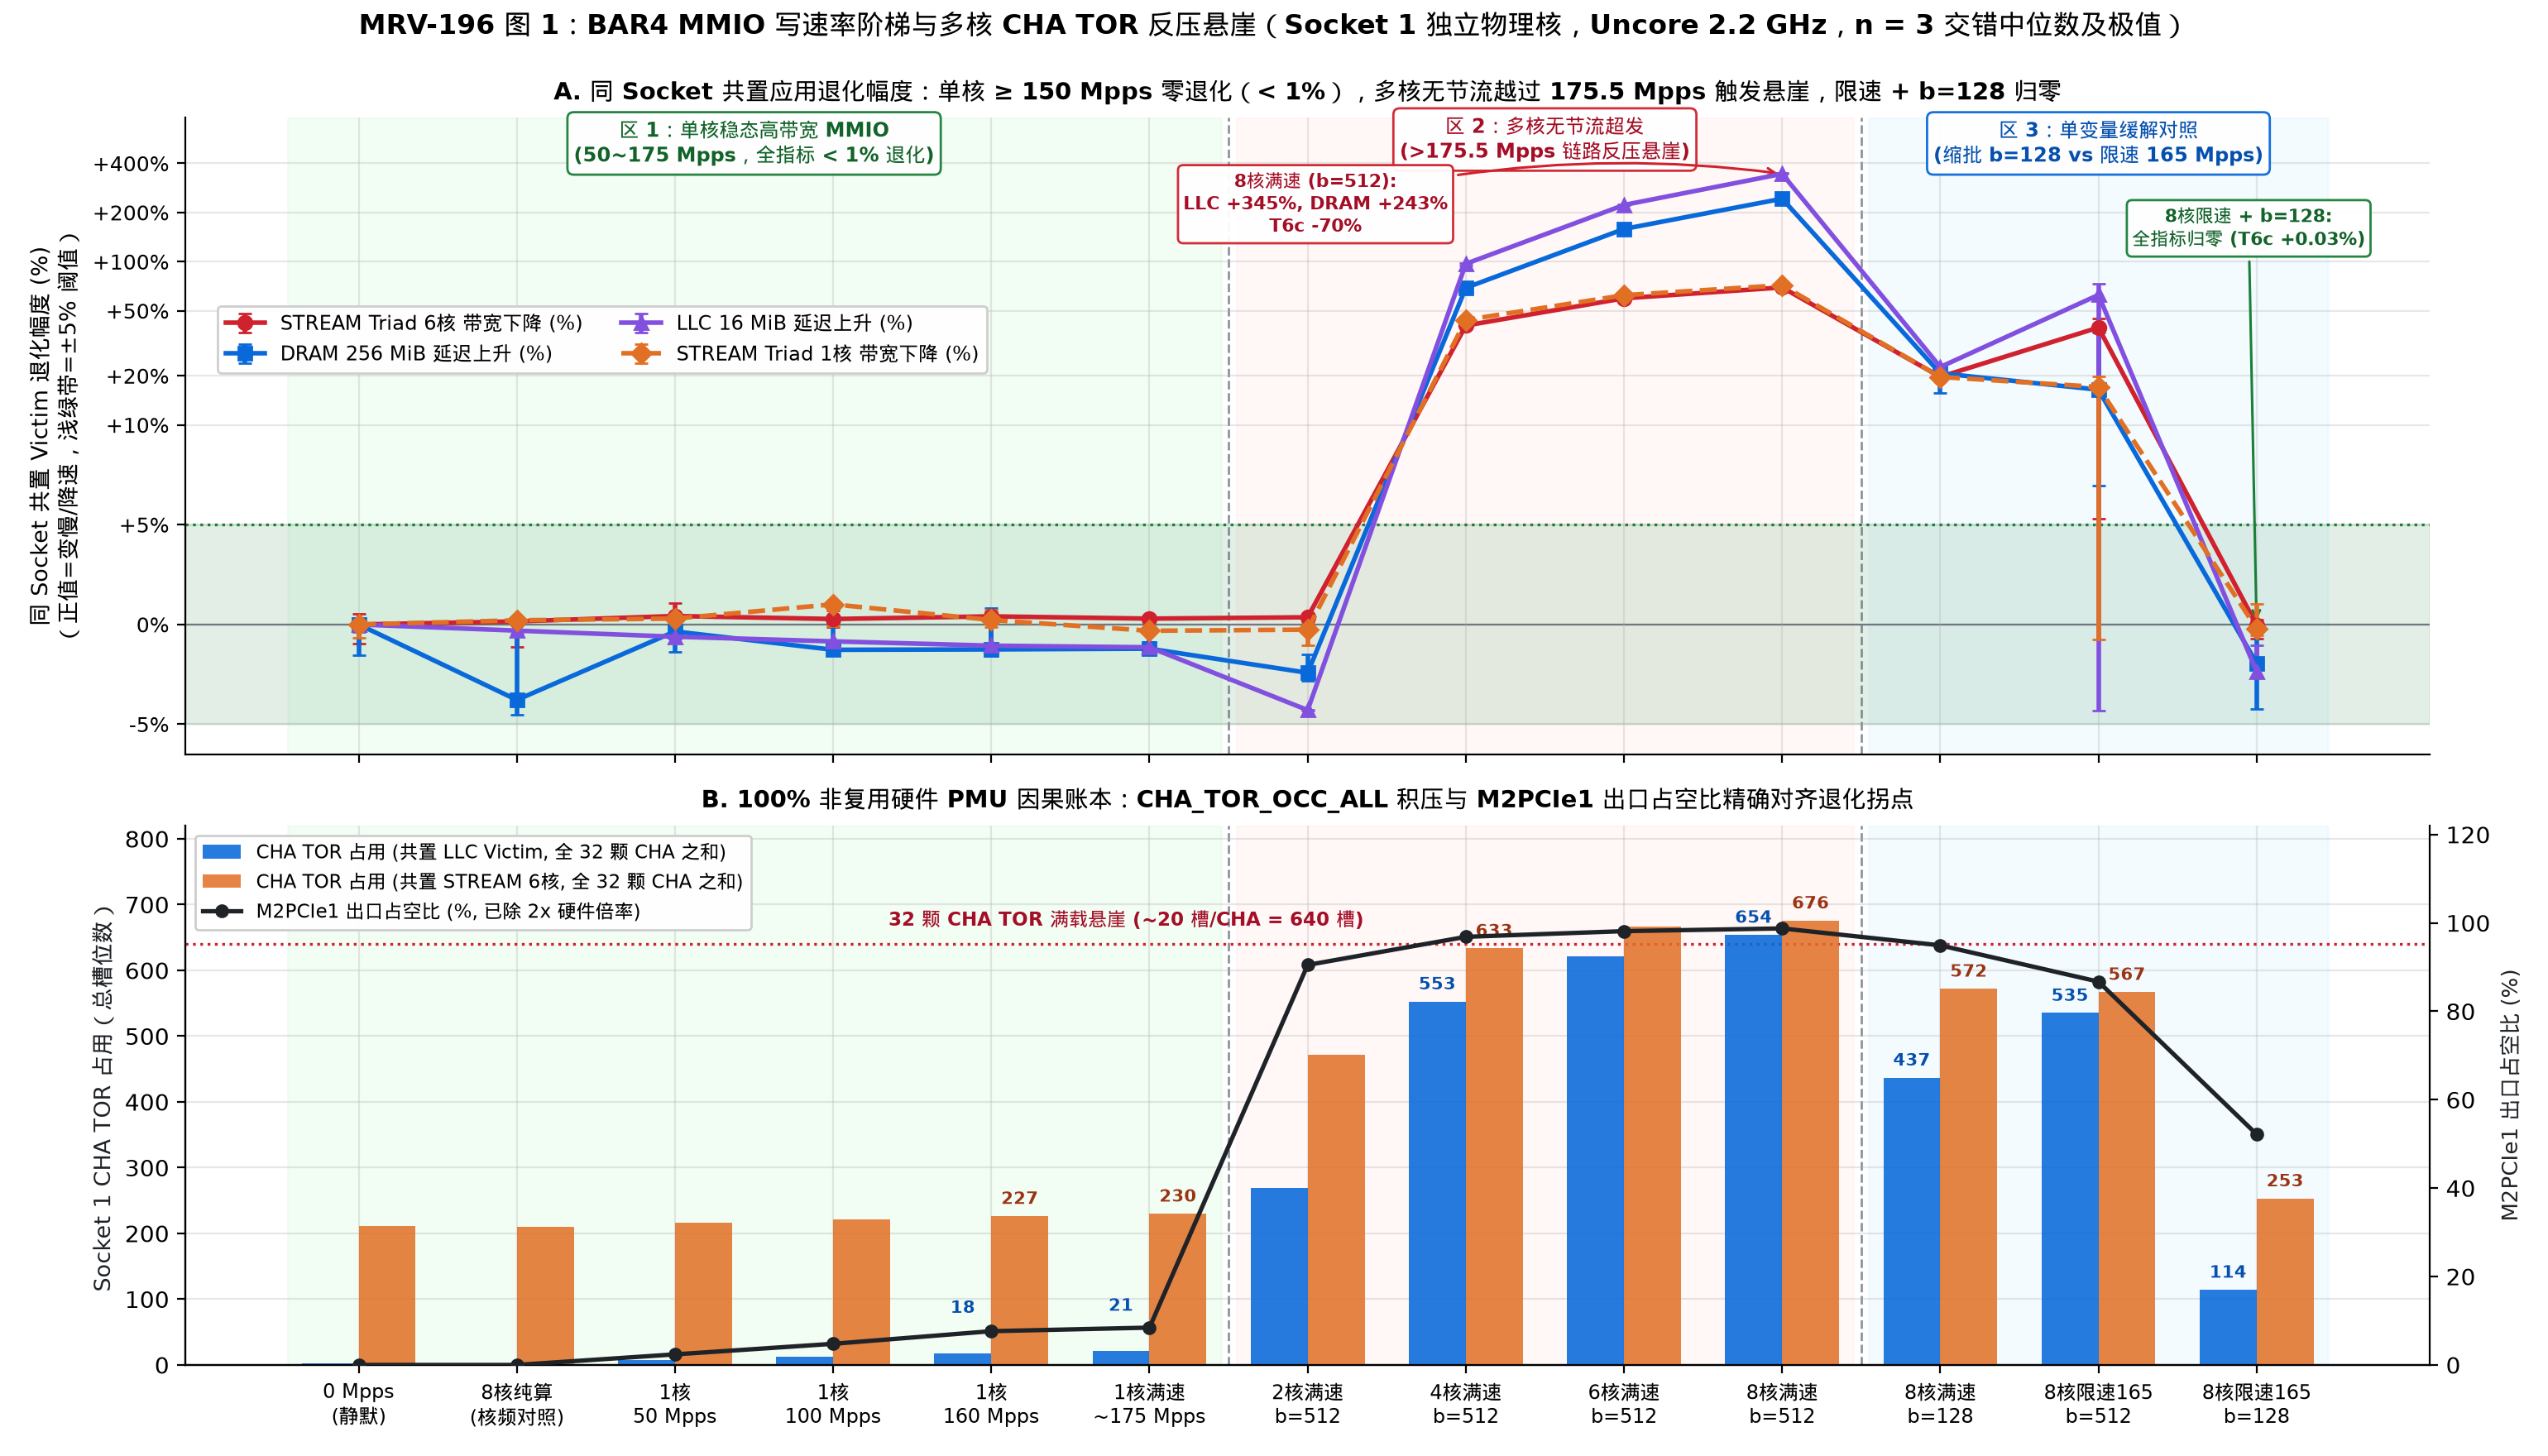 MRV-196 图 1：BAR4 MMIO 写速率阶梯与多核 CHA TOR 反压悬崖（Socket 1 独立物理核，Uncore 2.2 GHz，n = 3 交错中位数及极值）
A. 同 Socket 共置应用退化幅度：单核 ≥ 150 Mpps 零退化（< 1%），多核无节流越过 175.5 Mpps 触发悬崖，限速 + b=128 归零
区 1：单核稳态高带宽 MMIO
(50~175 Mpps，全指标 < 1% 退化)
区 2：多核无节流超发
(>175.5 Mpps 链路反压悬崖)
区 3：单变量缓解对照
(缩批 b=128 vs 限速 165 Mpps)
8核满速 (b=512):
LLC +345%, DRAM +243%
T6c -70%
8核限速 + b=128:
全指标归零 (T6c +0.03%)
同 Socket 共置 Victim 退化幅度 (%)
（正值=变慢/降速，浅绿带=±5% 阈值）
+400%
+200%
+100%
+50%
+20%
+10%
+5%
0%
-5%
STREAM Triad 6核 带宽下降 (%)
DRAM 256 MiB 延迟上升 (%)
LLC 16 MiB 延迟上升 (%)
STREAM Triad 1核 带宽下降 (%)
B. 100% 非复用硬件 PMU 因果账本：CHA_TOR_OCC_ALL 积压与 M2PCIe1 出口占空比精确对齐退化拐点
CHA TOR 占用 (共置 LLC Victim, 全 32 颗 CHA 之和)
CHA TOR 占用 (共置 STREAM 6核, 全 32 颗 CHA 之和)
M2PCIe1 出口占空比 (%, 已除 2x 硬件倍率)
32 颗 CHA TOR 满载悬崖 (~20 槽/CHA = 640 槽)
Socket 1 CHA TOR 占用（总槽位数）
800
700
600
500
400
300
200
100
0
M2PCIe1 出口占空比 (%)
120
100
80
60
40
20
0
18
227
21
230
553
633
654
676
437
572
535
567
114
253
0 Mpps
(静默)
8核纯算
(核频对照)
1核
50 Mpps
1核
100 Mpps
1核
160 Mpps
1核满速
~175 Mpps
2核满速
b=512
4核满速
b=512
6核满速
b=512
8核满速
b=512
8核满速
b=128
8核限速165
b=512
8核限速165
b=128